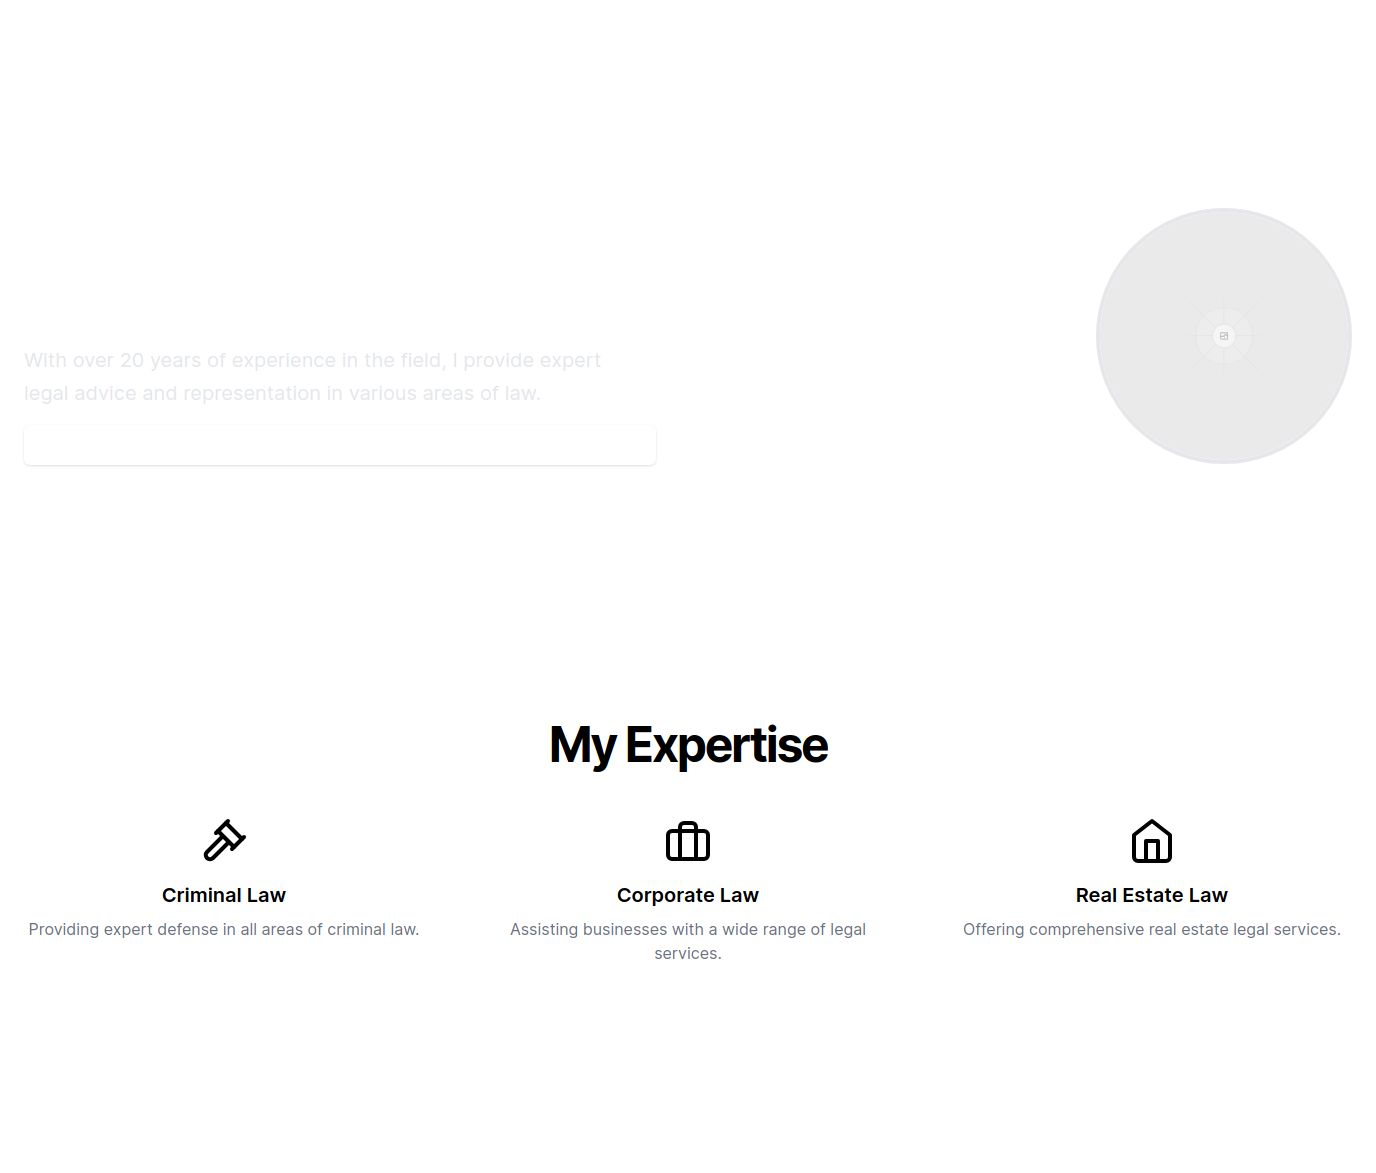 With over 20 years of experience in the field, I provide expert
legal advice and representation in various areas of law.
My Expertise
Criminal Law
Providing expert defense in all areas of criminal law.
Corporate Law
Assisting businesses with a wide range of legal
services.
Real Estate Law
Offering comprehensive real estate legal services.